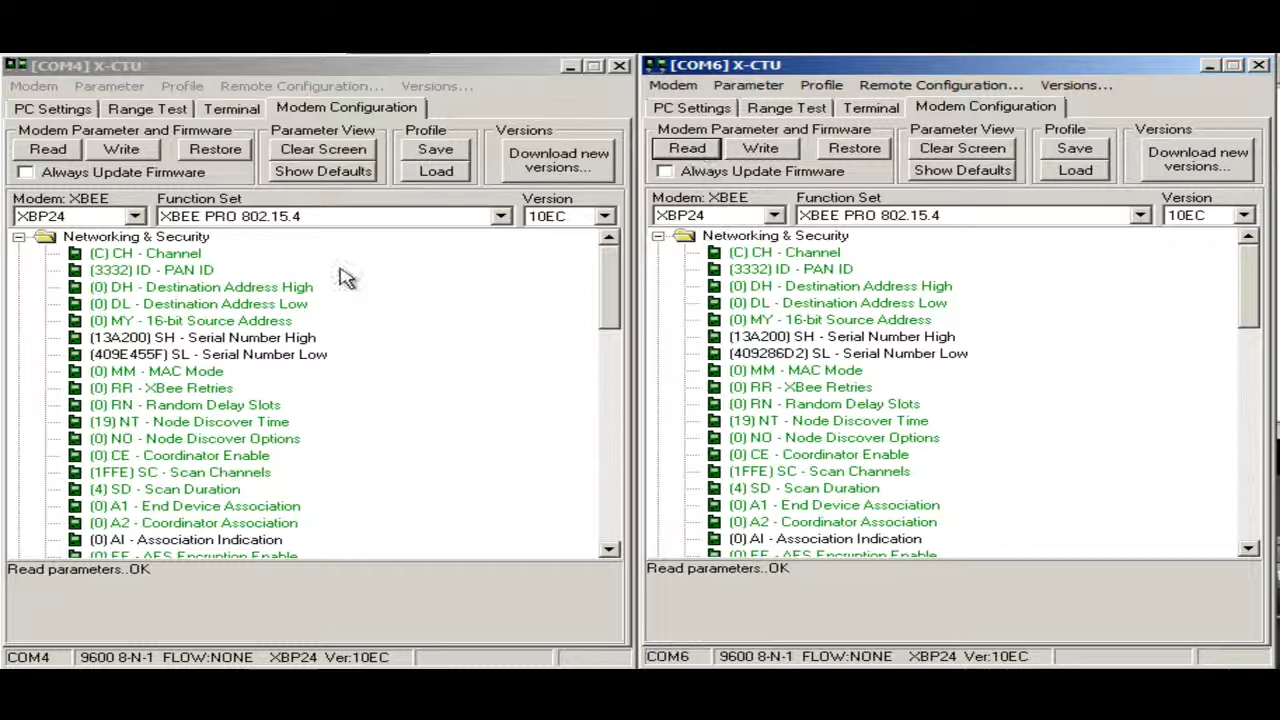 [COM4] X-CTU
Modem Parameter Profile Remote Configuration... Versions...
PC Settings Range Test Terminal Modem Configuration
Modem Parameter and Firmware Parameter View Profile Versions
Read Write Restore Clear Screen Save Download new versions...
Always Update Firmware Show Defaults Load
Modem: XBEE Function Set Version
XBP24 XBEE PRO 802.15.4 10EC
Networking & Security
(C) CH - Channel
(3332) ID - PAN ID
(0) DH - Destination Address High
(0) DL - Destination Address Low
(0) MY - 16-bit Source Address
(13A200) SH - Serial Number High
(409E455F) SL - Serial Number Low
(0) MM - MAC Mode
(0) RR - XBee Retries
(0) RN - Random Delay Slots
(19) NT - Node Discover Time
(0) NO - Node Discover Options
(0) CE - Coordinator Enable
(1FFE) SC - Scan Channels
(4) SD - Scan Duration
(0) A1 - End Device Association
(0) A2 - Coordinator Association
(0) AI - Association Indication
(0) EE - AES Encryption Enable
Read parameters..OK
COM4 9600 8-N-1 FLOW:NONE XBP24 Ver:10EC
[COM6] X-CTU
Modem Parameter Profile Remote Configuration... Versions...
PC Settings Range Test Terminal Modem Configuration
Modem Parameter and Firmware Parameter View Profile Versions
Read Write Restore Clear Screen Save Download new versions...
Always Update Firmware Show Defaults Load
Modem: XBEE Function Set Version
XBP24 XBEE PRO 802.15.4 10EC
Networking & Security
(C) CH - Channel
(3332) ID - PAN ID
(0) DH - Destination Address High
(0) DL - Destination Address Low
(0) MY - 16-bit Source Address
(13A200) SH - Serial Number High
(409286D2) SL - Serial Number Low
(0) MM - MAC Mode
(0) RR - XBee Retries
(0) RN - Random Delay Slots
(19) NT - Node Discover Time
(0) NO - Node Discover Options
(0) CE - Coordinator Enable
(1FFE) SC - Scan Channels
(4) SD - Scan Duration
(0) A1 - End Device Association
(0) A2 - Coordinator Association
(0) AI - Association Indication
(0) EE - AES Encryption Enable
Read parameters..OK
COM6 9600 8-N-1 FLOW:NONE XBP24 Ver:10EC